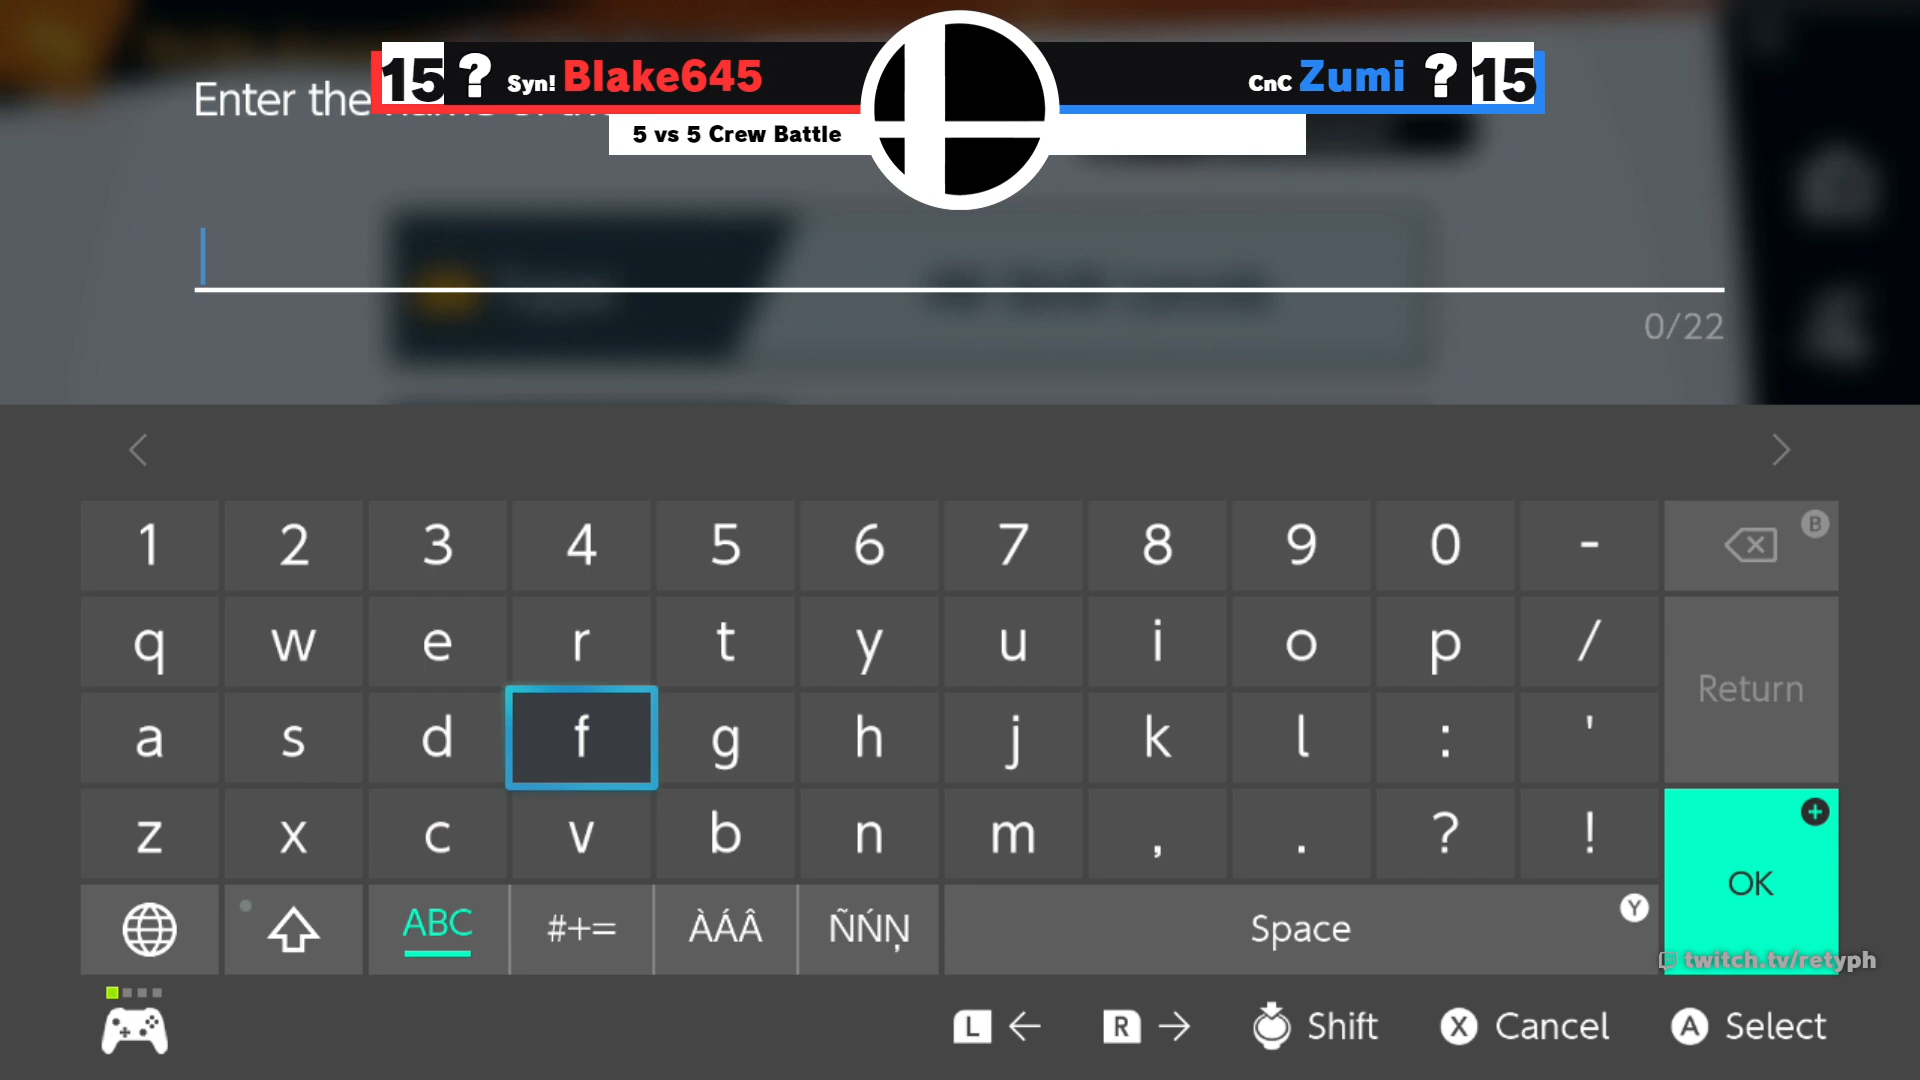 15 ? Syn! Blake645
CnC Zumi ? 15
Enter the
5 vs 5 Crew Battle
0/22
1 2 3 4 5 6 7 8 9 0 - B
q w e r t y u i o p /
Return
a s d f g h j k l : '
z x c v b n m , . ? ! +
OK
ABC #+= ÀÁÂ ÑŃŅ Space Y
twitch.tv/retyph
L ← R → Shift X Cancel A Select